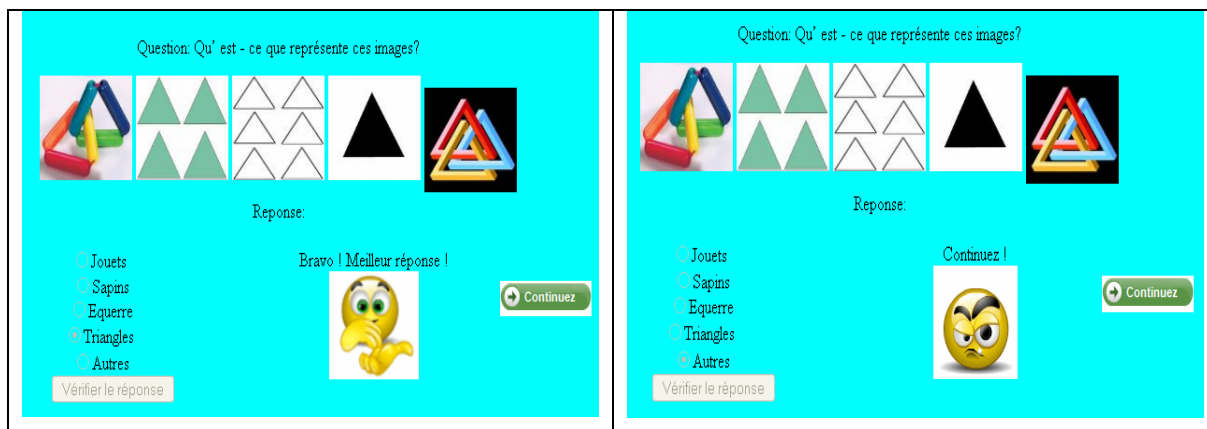 Question: Qu' est - ce que représente ces images?
Reponse:
Jouets
Sapins
Equerre
Triangles
Autres
Bravo ! Meilleur réponse !
Continuez
Vérifier le réponse
Question: Qu' est - ce que représente ces images?
Reponse:
Jouets
Sapins
Equerre
Triangles
Autres
Continuez !
Continuez
Vérifier le réponse